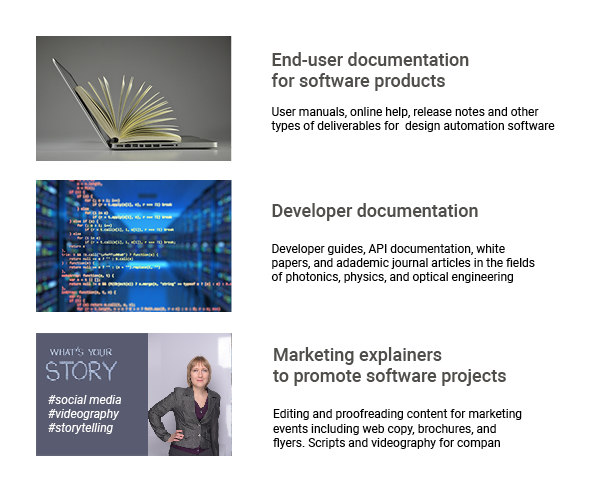 End-user documentation
for software products
User manuals, online help, release notes and other
types of deliverables for  design automation software
Developer documentation
Developer guides, API documentation, white
papers, and adademic journal articles in the fields
of photonics, physics, and optical engineering
WHAT'S YOUR
STORY
#social media
#videography
#storytelling
Marketing explainers
to promote software projects
Editing and proofreading content for marketing
events including web copy, brochures, and
flyers. Scripts and videography for compan